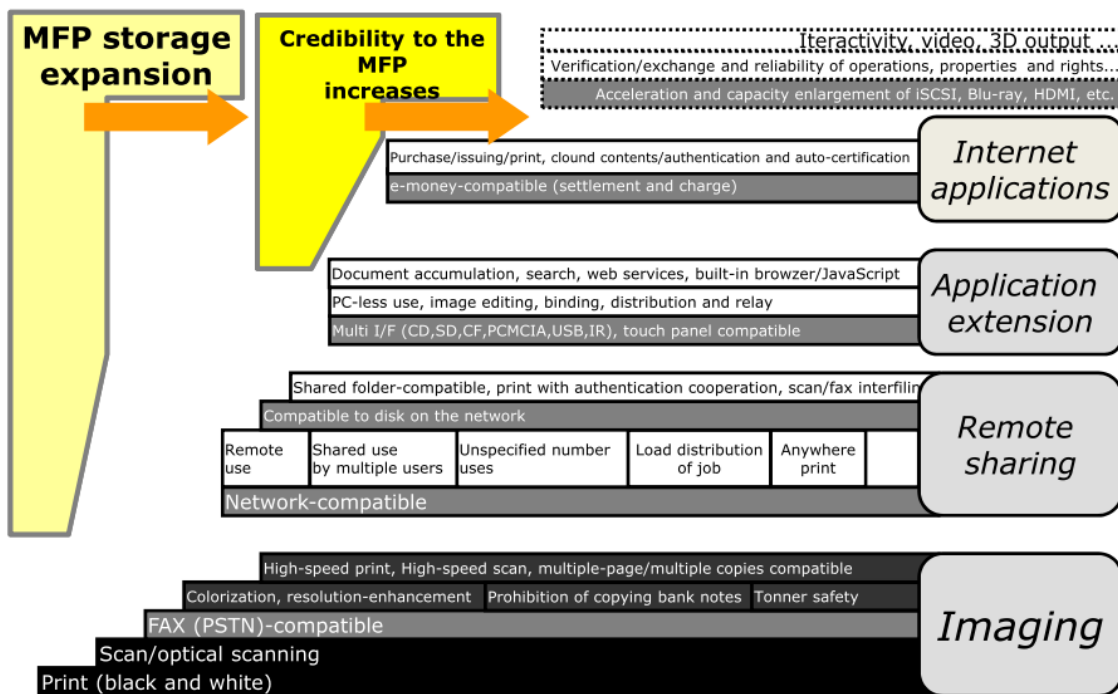 MFP storage
expansion
Credibility to the
MFP
increases
Iteractivity, video, 3D output ...
Verification/exchange and reliability of operations, properties and rights...
Acceleration and capacity enlargement of iSCSI, Blu-ray, HDMI, etc.
Purchase/issuing/print, clound contents/authentication and auto-certification
e-money-compatible (settlement and charge)
Internet
applications
Document accumulation, search, web services, built-in browser/JavaScript
PC-less use, image editing, binding, distribution and relay
Multi I/F (CD,SD,CF,PCMCIA,USB,IR), touch panel compatible
Application
extension
Shared folder-compatible, print with authentication cooperation, scan/fax interfiling
Compatible to disk on the network
Remote
use
Shared use
by multiple users
Unspecified number
uses
Load distribution
of job
Anywhere
print
Network-compatible
Remote
sharing
High-speed print, High-speed scan, multiple-page/multiple copies compatible
Colorization, resolution-enhancement
Prohibition of copying bank notes
Tonner safety
FAX (PSTN)-compatible
Scan/optical scanning
Print (black and white)
Imaging